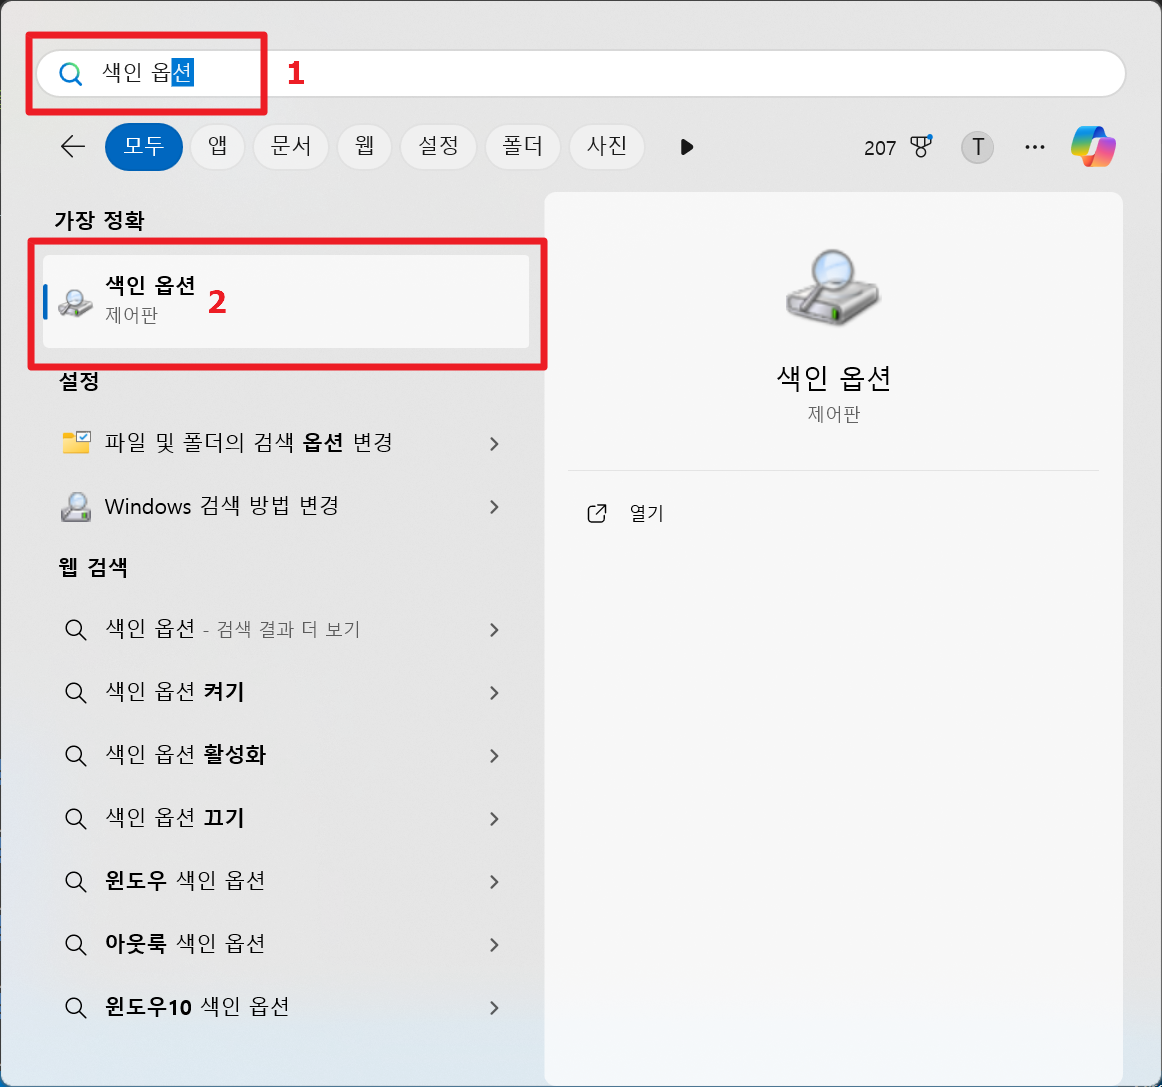 색인 옵션
1
모두 앱 문서 웹 설정 폴더 사진 207 T
가장 정확
색인 옵션
제어판
2
설정
파일 및 폴더의 검색 옵션 변경
Windows 검색 방법 변경
웹 검색
색인 옵션 - 검색 결과 더 보기
색인 옵션 켜기
색인 옵션 활성화
색인 옵션 끄기
윈도우 색인 옵션
아웃룩 색인 옵션
윈도우10 색인 옵션
색인 옵션
제어판
열기